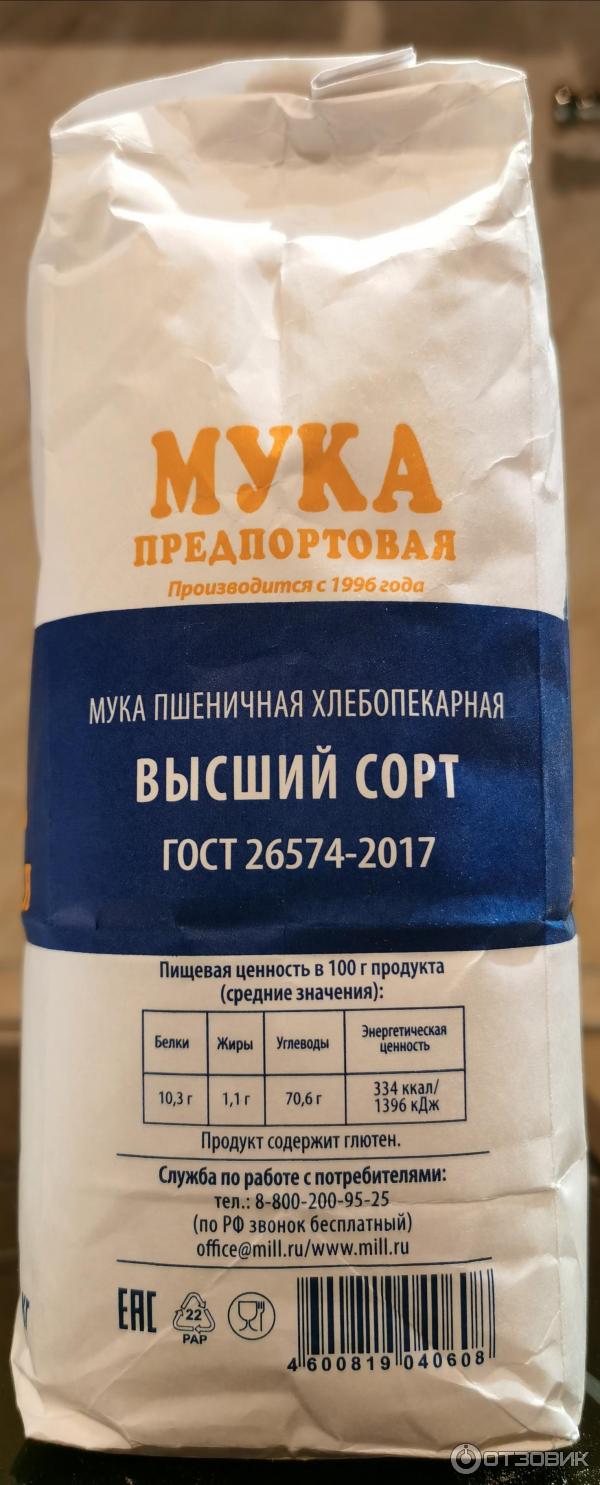 МУКА
ПРЕДПОРТОВАЯ
Производится с 1996 года
МУКА ПШЕНИЧНАЯ ХЛЕБОПЕКАРНАЯ
ВЫСШИЙ СОРТ
ГОСТ 26574-2017
Пищевая ценность в 100 г продукта
(средние значения):
Белки Жиры Углеводы Энергетическая ценность
10,3 г 1,1 г 70,6 г 334 ккал/ 1396 кДж
Продукт содержит глютен.
Служба по работе с потребителями:
тел.: 8-800-200-95-25
(по РФ звонок бесплатный)
office@mill.ru/www.mill.ru
EAC 22 PAP
4 600819 040608
ОТЗОВИК